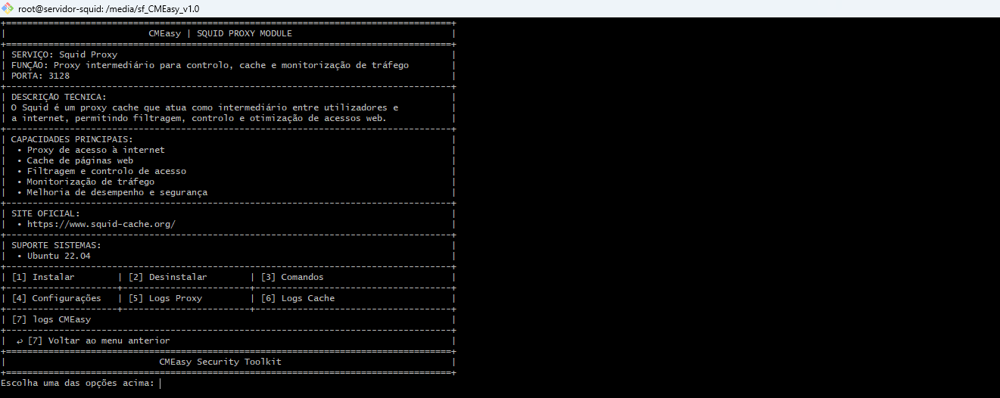 root@servidor-squid: /media/sf_CMEasy_v1.0
CMEasy | SQUID PROXY MODULE
SERVIÇO: Squid Proxy
FUNÇÃO: Proxy intermediário para controlo, cache e monitorização de tráfego
PORTA: 3128
DESCRIÇÃO TÉCNICA:
O Squid é um proxy cache que atua como intermediário entre utilizadores e
a internet, permitindo filtragem, controlo e otimização de acessos web.
CAPACIDADES PRINCIPAIS:
• Proxy de acesso à internet
• Cache de páginas web
• Filtragem e controlo de acesso
• Monitorização de tráfego
• Melhoria de desempenho e segurança
SITE OFICIAL:
• https://www.squid-cache.org/
SUPORTE SISTEMAS:
• Ubuntu 22.04
[1] Instalar | [2] Desinstalar | [3] Comandos
[4] Configurações | [5] Logs Proxy | [6] Logs Cache
[7] logs CMEasy
↩ [7] Voltar ao menu anterior
CMEasy Security Toolkit
Escolha uma das opções acima: